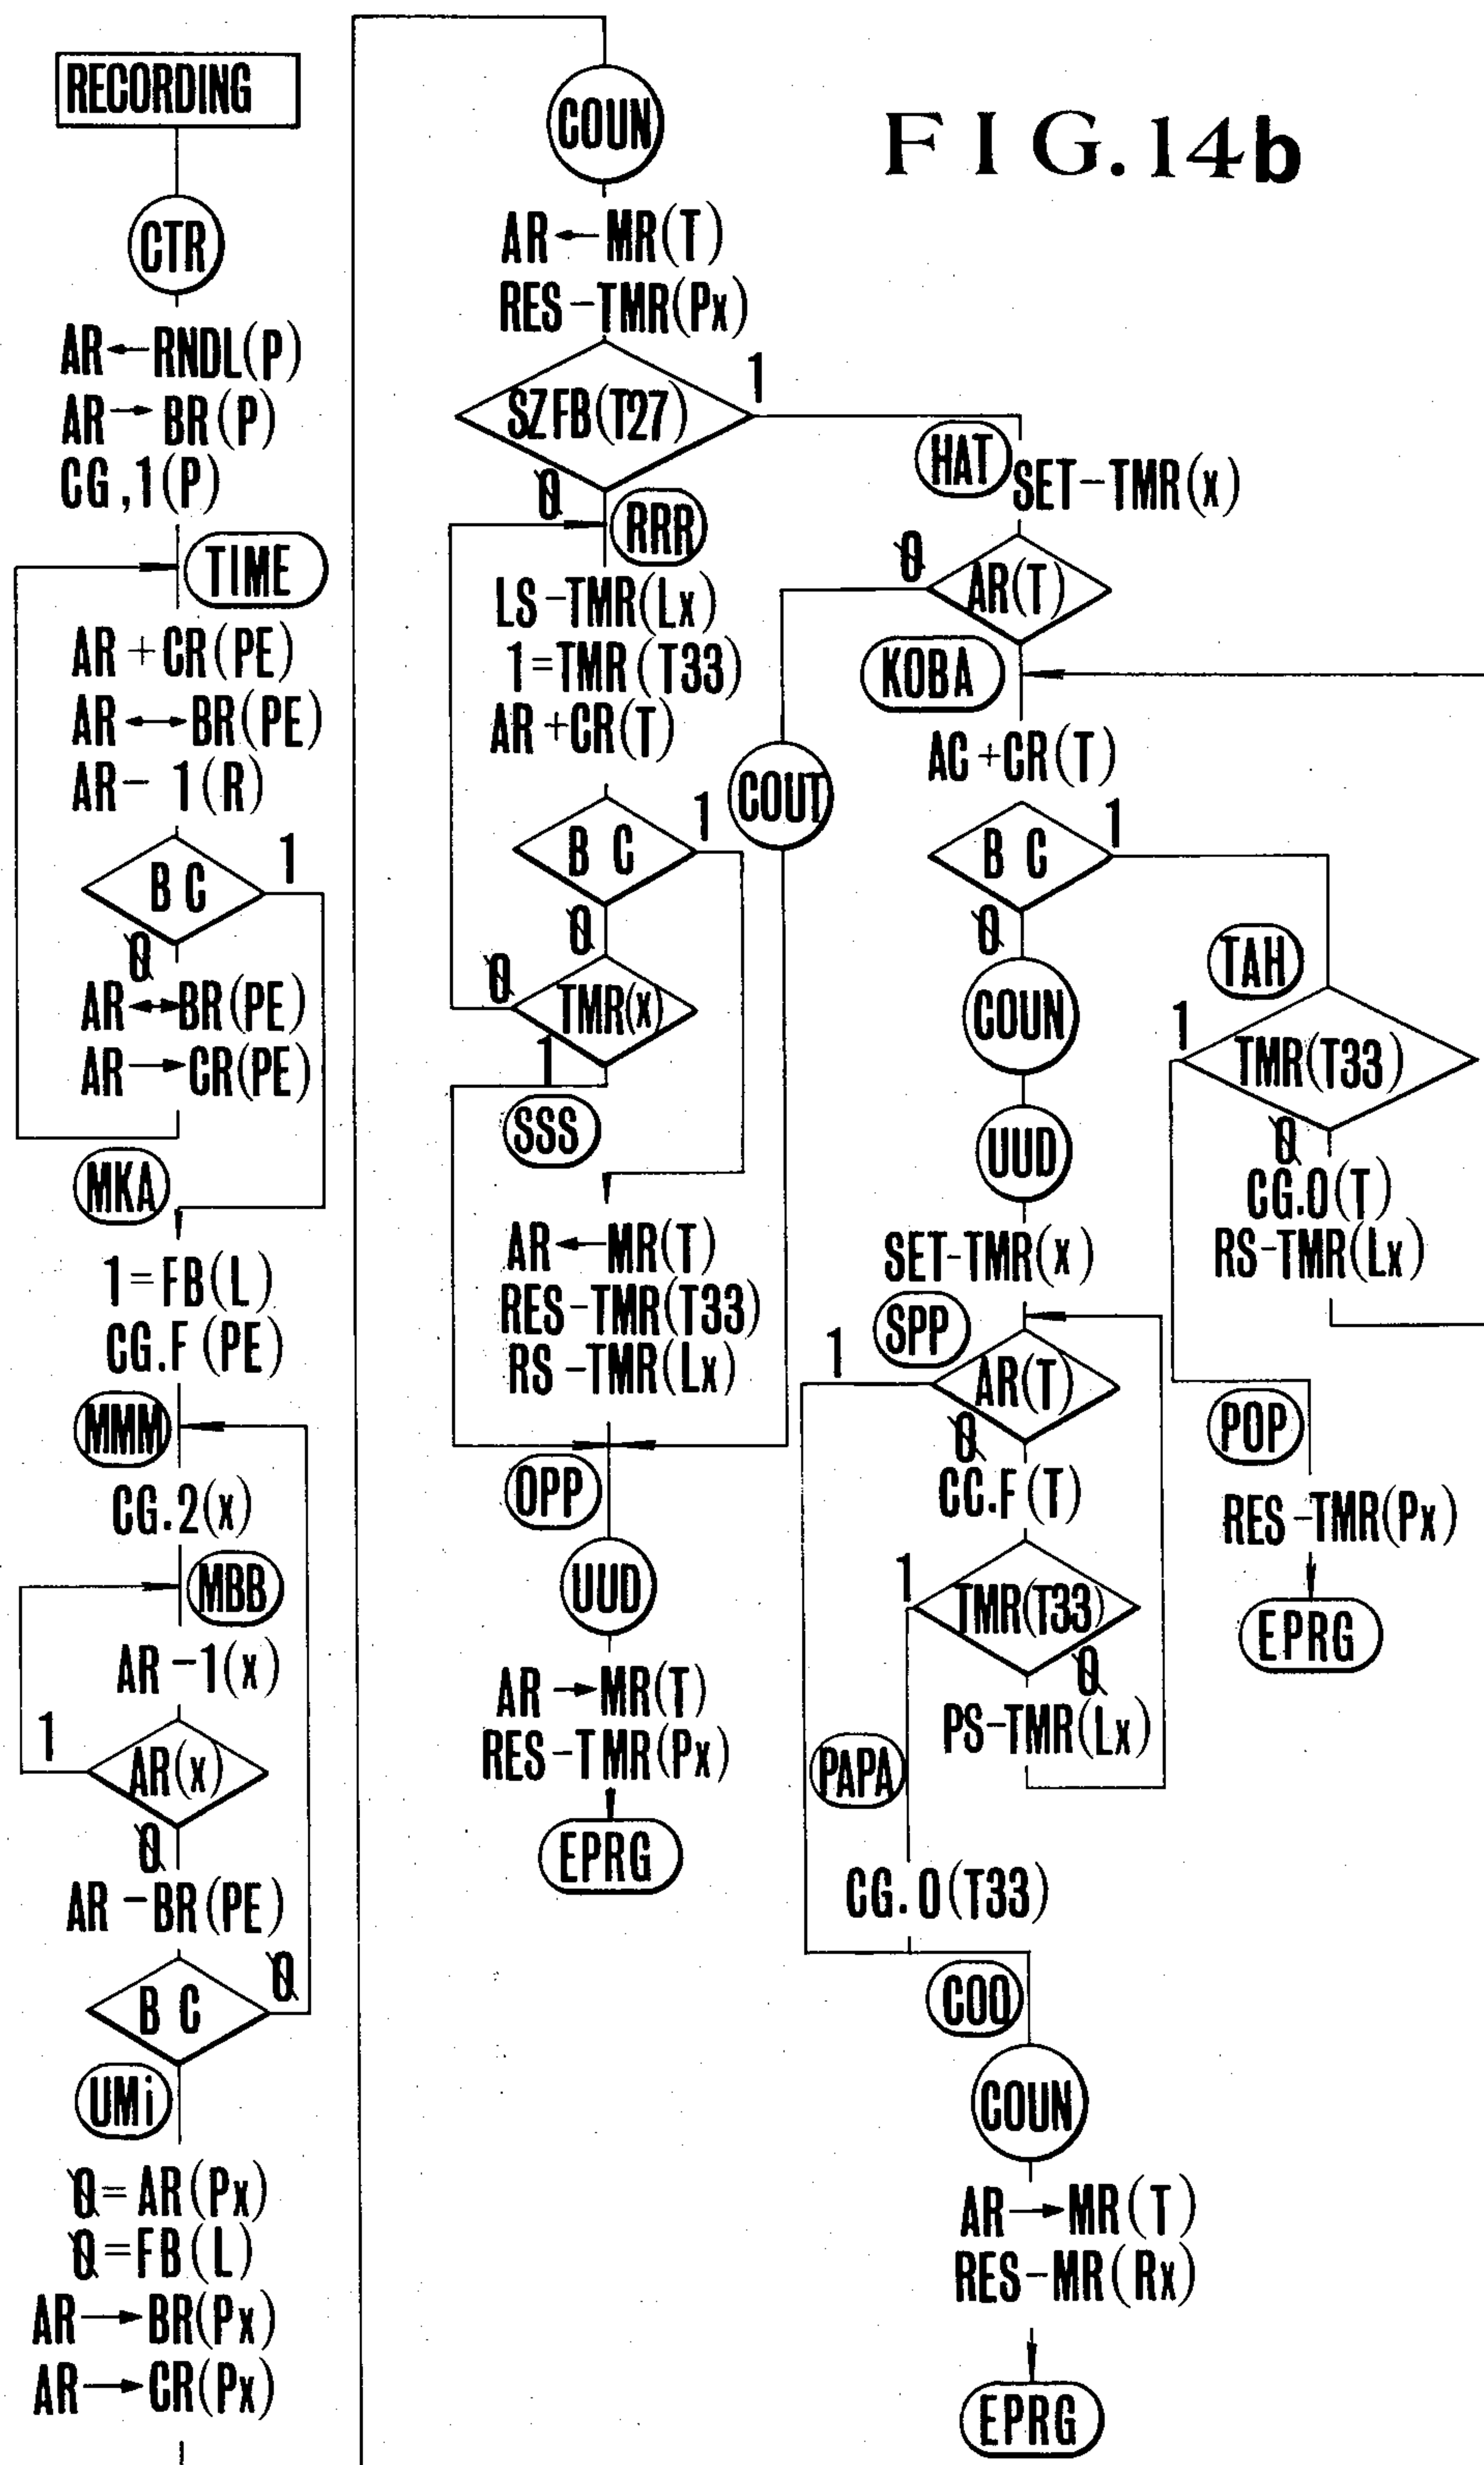 FIG.14b
RECORDING
CTR
AR←RNDL(P)
AR→BR(P)
CG,1(P)
TIME
AR+CR(PE)
AR↔BR(PE)
AR-1(R)
BC
1
0
AR↔BR(PE)
AR→CR(PE)
MKA
1=FB(L)
CG.F(PE)
MMM
CG.2(x)
MBB
AR-1(x)
1
AR(x)
0
AR-BR(PE)
BC
0
UMi
0=AR(Px)
0=FB(L)
AR→BR(Px)
AR→CR(Px)
COUN
AR←MR(T)
RES-TMR(Px)
SZFB(T27)
1
0
RRR
LS-TMR(Lx)
1=TMR(T33)
AR+CR(T)
BC
1
0
0
TMR(x)
1
SSS
AR←MR(T)
RES-TMR(T33)
RS-TMR(Lx)
OPP
UUD
AR→MR(T)
RES-TMR(Px)
EPRG
HAT
SET-TMR(x)
0
AR(T)
COUT
KOBA
AC+CR(T)
BC
1
0
COUN
UUD
SET-TMR(x)
SPP
1
AR(T)
0
CC.F(T)
1
TMR(T33)
0
PS-TMR(Lx)
PAPA
CG.0(T33)
COQ
COUN
AR→MR(T)
RES-MR(Rx)
EPRG
TAH
1
TMR(T33)
0
CG.0(T)
RS-TMR(Lx)
POP
RES-TMR(Px)
EPRG